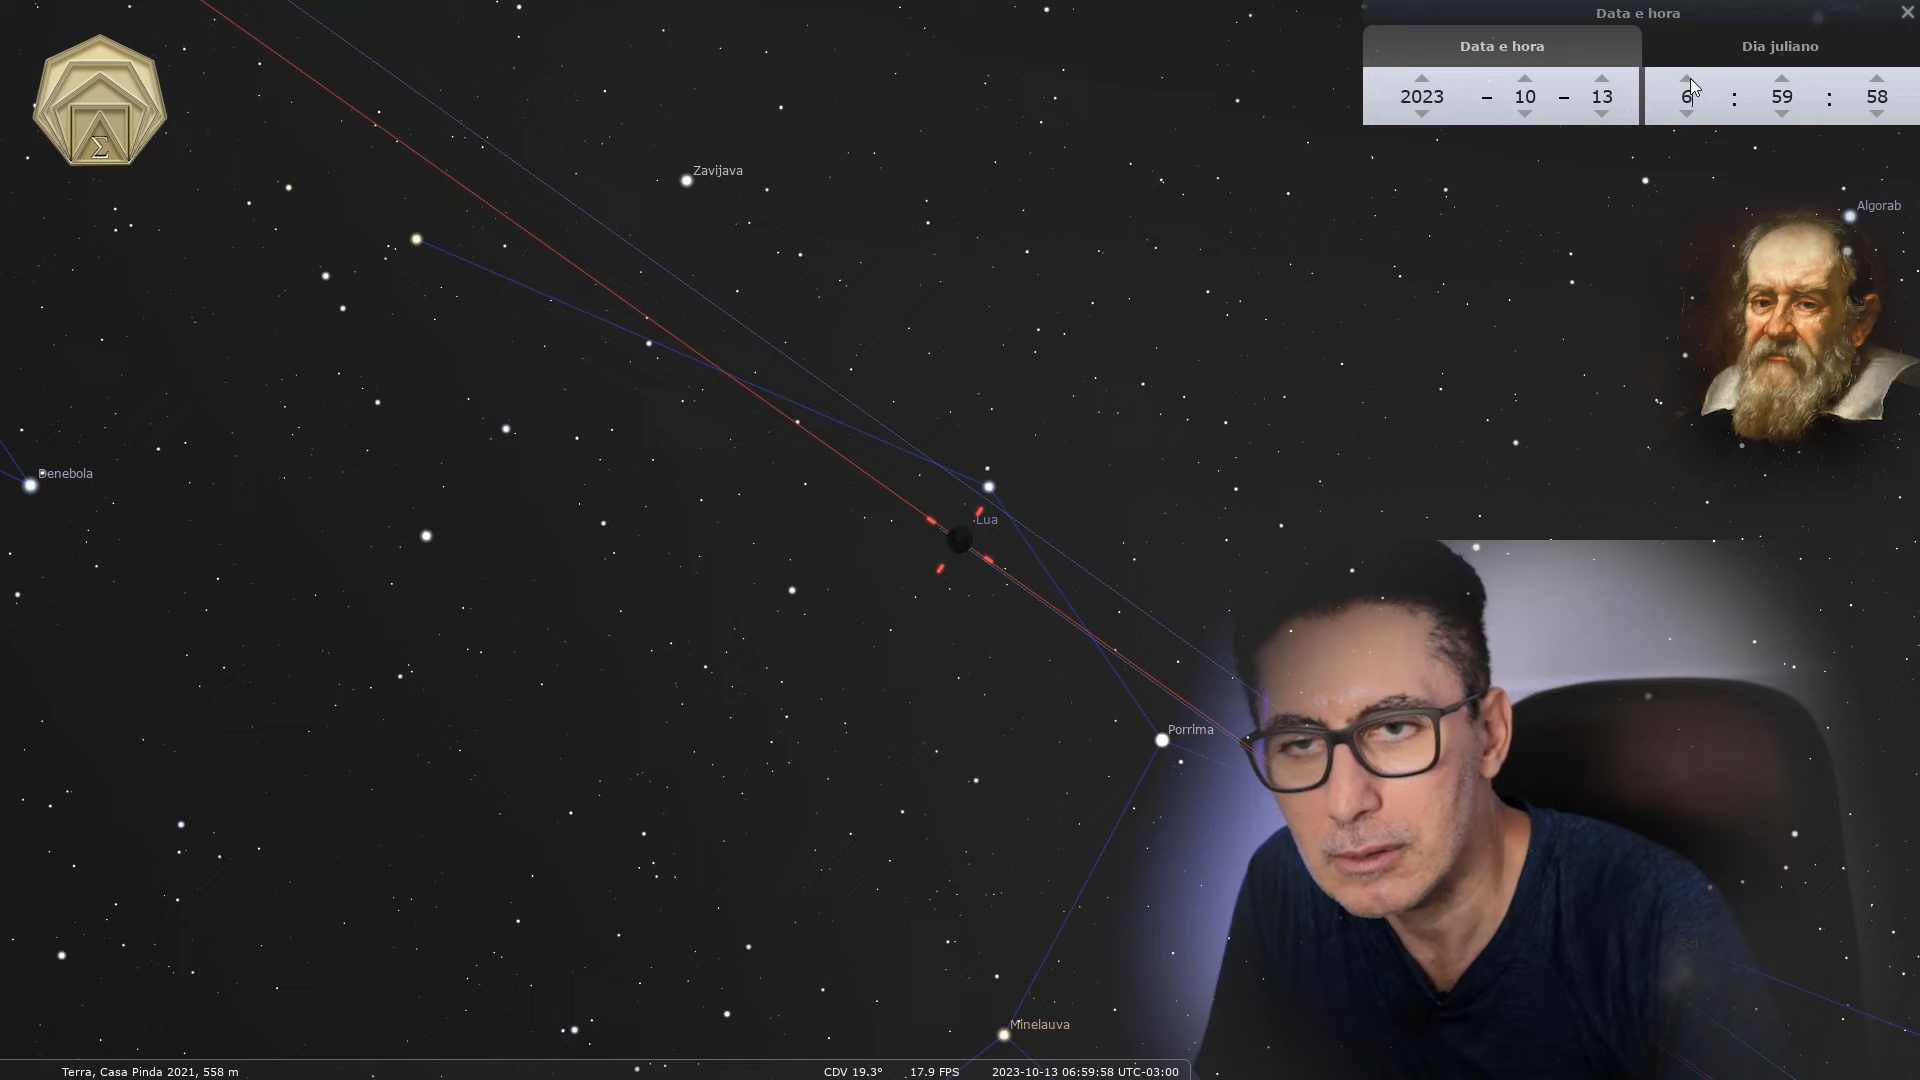 Data e hora
Data e hora
Dia juliano
2023 – 10 – 13
6 : 59 : 58
Σ
Zavijava
Algorab
Denebola
Lua
Porrima
Sol
Minelauva
Terra, Casa Pinda 2021, 558 m
CDV 19.3°
17.9 FPS
2023-10-13 06:59:58 UTC-03:00